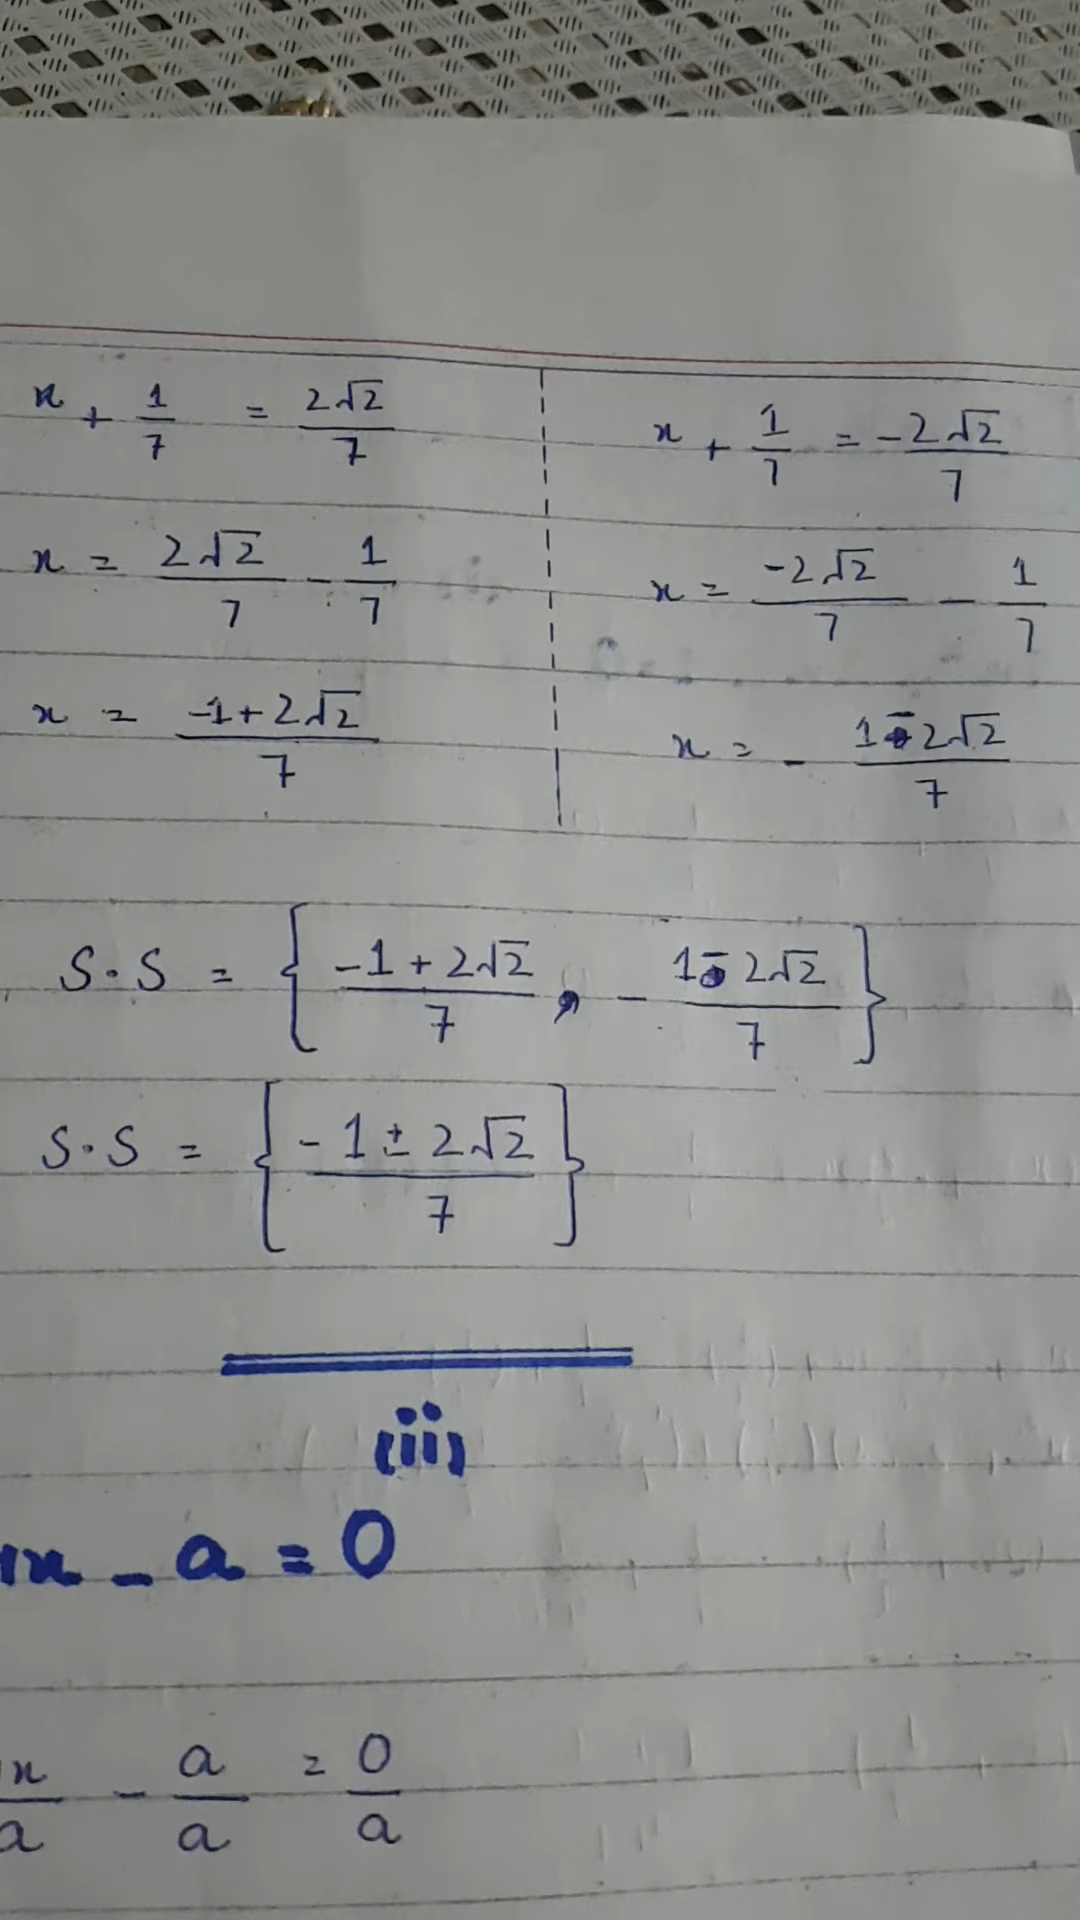 x + 1/7 = 2√2/7
x = 2√2/7 - 1/7
x = -1+2√2/7
x + 1/7 = -2√2/7
x = -2√2/7 - 1/7
x = - 1-2√2/7
S.S = { -1+2√2/7 , - 1-2√2/7 }
S.S = { -1±2√2/7 }
(ii)
x - a = 0
x/a - a/a = 0/a